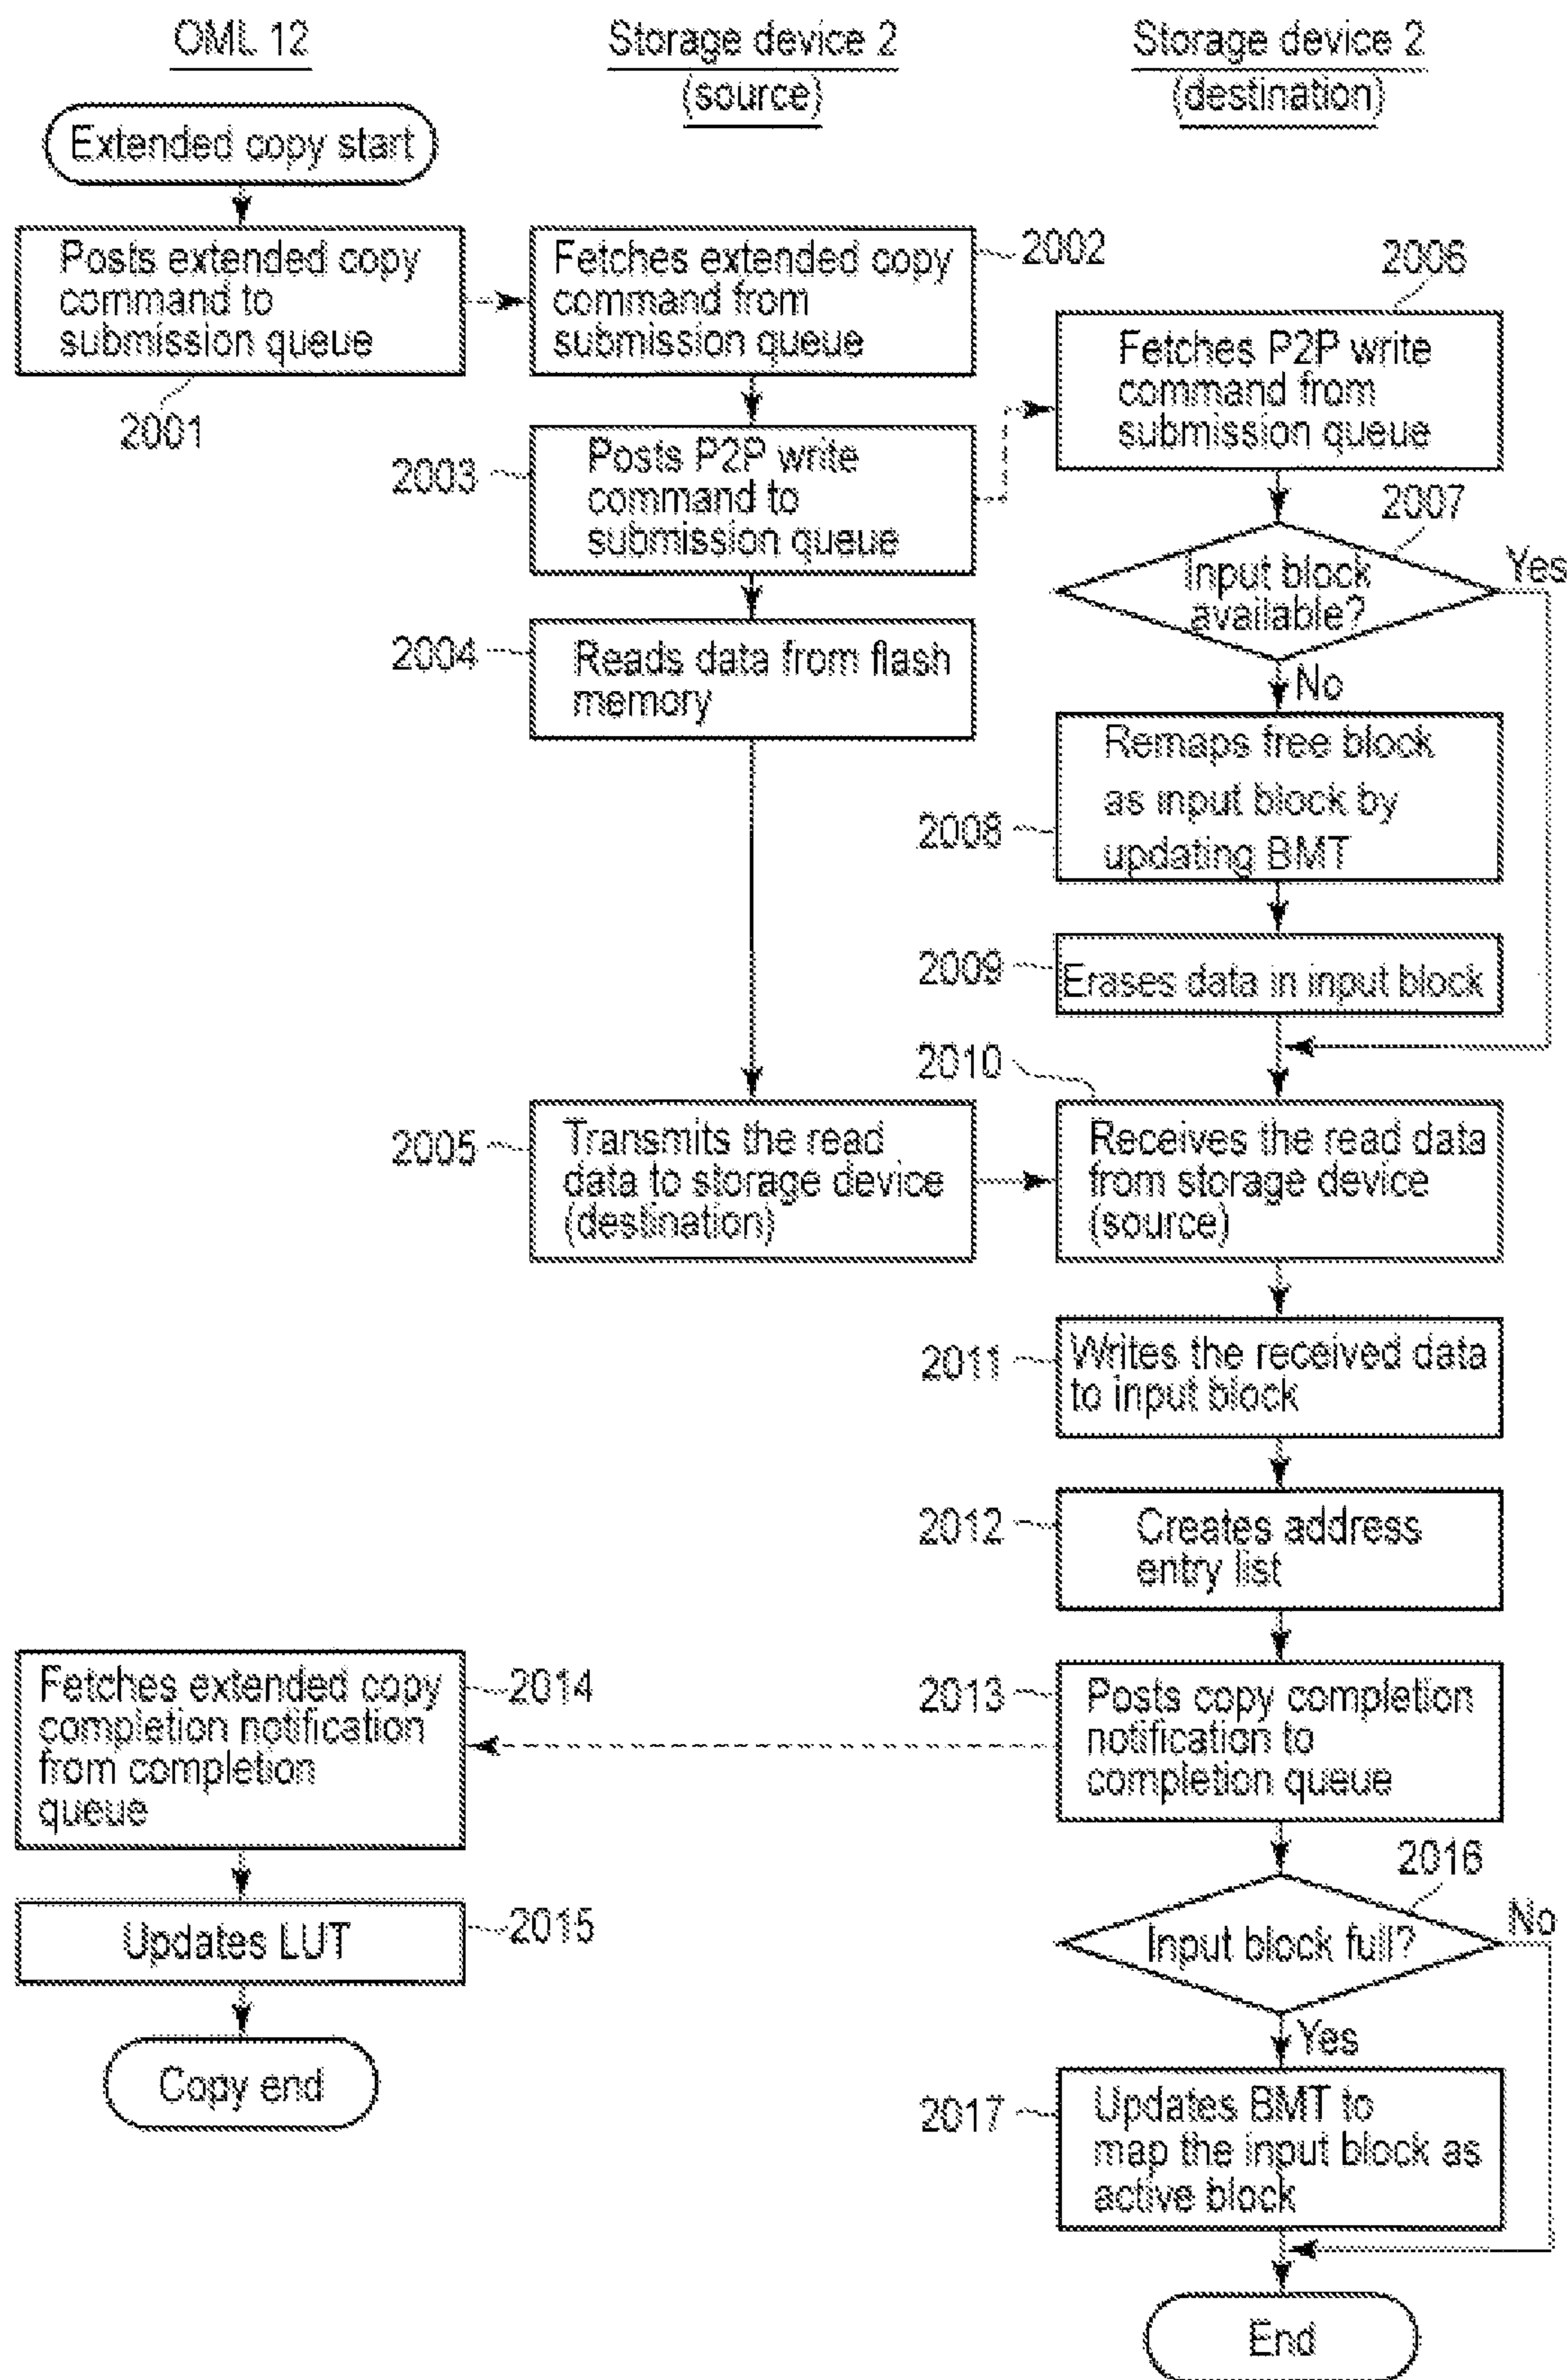 OML 12
Storage device 2
(source)
Storage device 2
(destination)
Extended copy start
Posts extended copy
command to
submission queue
2001
Fetches extended copy
command from
submission queue
2002
2003
Posts P2P write
command to
submission queue
2004
Reads data from flash
memory
2005
Transmits the read
data to storage device
(destination)
2006
Fetches P2P write
command from
submission queue
2007
Input block
available?
Yes
No
2008
Remaps free block
as input block by
updating BMT
2009
Erases data in input block
2010
Receives the read data
from storage device
(source)
2011
Writes the received data
to input block
2012
Creates address
entry list
2013
Posts copy completion
notification to
completion queue
Fetches extended copy
completion notification
from completion
queue
2014
Updates LUT
2015
Copy end
2016
Input block full?
No
Yes
2017
Updates BMT to
map the input block as
active block
End